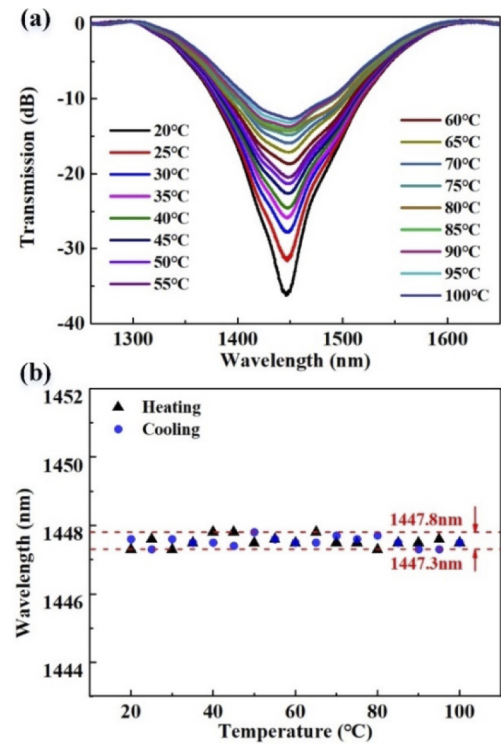 (a)
0
-10
-20
-30
-40
Transmission (dB)
20°C
25°C
30°C
35°C
40°C
45°C
50°C
55°C
60°C
65°C
70°C
75°C
80°C
85°C
90°C
95°C
100°C
1300 1400 1500 1600
Wavelength (nm)
(b)
1452
1450
1448
1446
1444
Wavelength (nm)
Heating
Cooling
1447.8nm
1447.3nm
20 40 60 80 100
Temperature (°C)